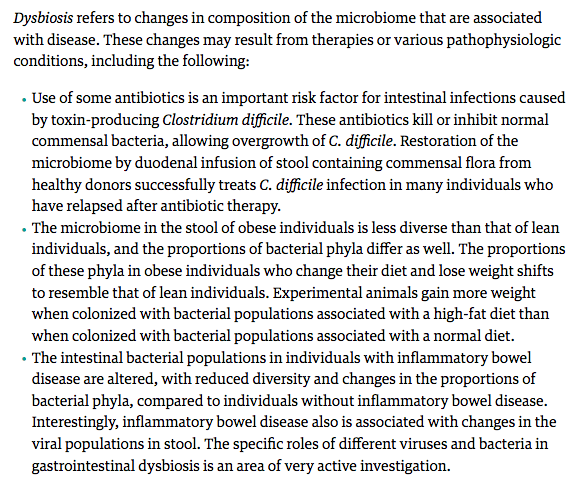 Dysbiosis refers to changes in composition of the microbiome that are associated
with disease. These changes may result from therapies or various pathophysiologic
conditions, including the following:
• Use of some antibiotics is an important risk factor for intestinal infections caused
by toxin-producing Clostridium difficile. These antibiotics kill or inhibit normal
commensal bacteria, allowing overgrowth of C. difficile. Restoration of the
microbiome by duodenal infusion of stool containing commensal flora from
healthy donors successfully treats C. difficile infection in many individuals who
have relapsed after antibiotic therapy.
• The microbiome in the stool of obese individuals is less diverse than that of lean
individuals, and the proportions of bacterial phyla differ as well. The proportions
of these phyla in obese individuals who change their diet and lose weight shifts
to resemble that of lean individuals. Experimental animals gain more weight
when colonized with bacterial populations associated with a high-fat diet than
when colonized with bacterial populations associated with a normal diet.
• The intestinal bacterial populations in individuals with inflammatory bowel
disease are altered, with reduced diversity and changes in the proportions of
bacterial phyla, compared to individuals without inflammatory bowel disease.
Interestingly, inflammatory bowel disease also is associated with changes in the
viral populations in stool. The specific roles of different viruses and bacteria in
gastrointestinal dysbiosis is an area of very active investigation.